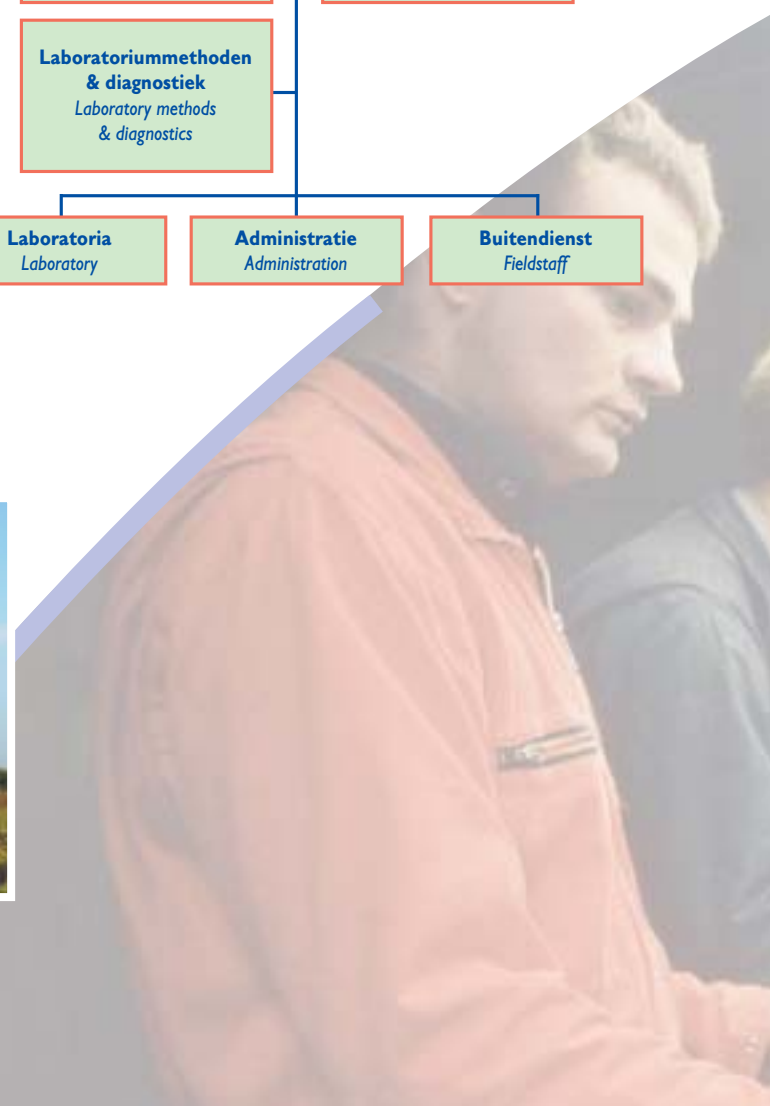 Laboratoriummethoden
& diagnostiek
Laboratory methods
& diagnostics
Laboratoria
Laboratory
Administratie
Administration
Buitendienst
Fieldstaff